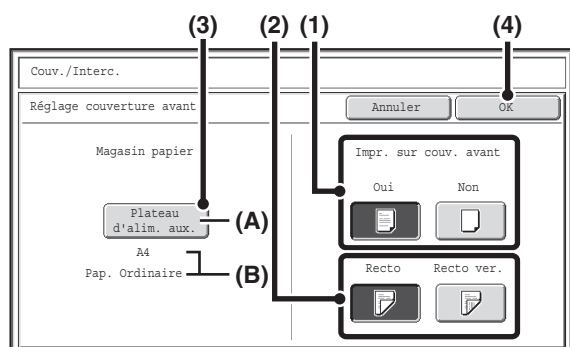 (3)
(2) (1)
(4)
Couv./Interc.
Réglage couverture avant
Annuler
OK
Magasin papier
Impr. sur couv. avant
Oui
Non
Plateau
d'alim. aux.
(A)
A4
Pap. Ordinaire
(B)
Recto
Recto ver.